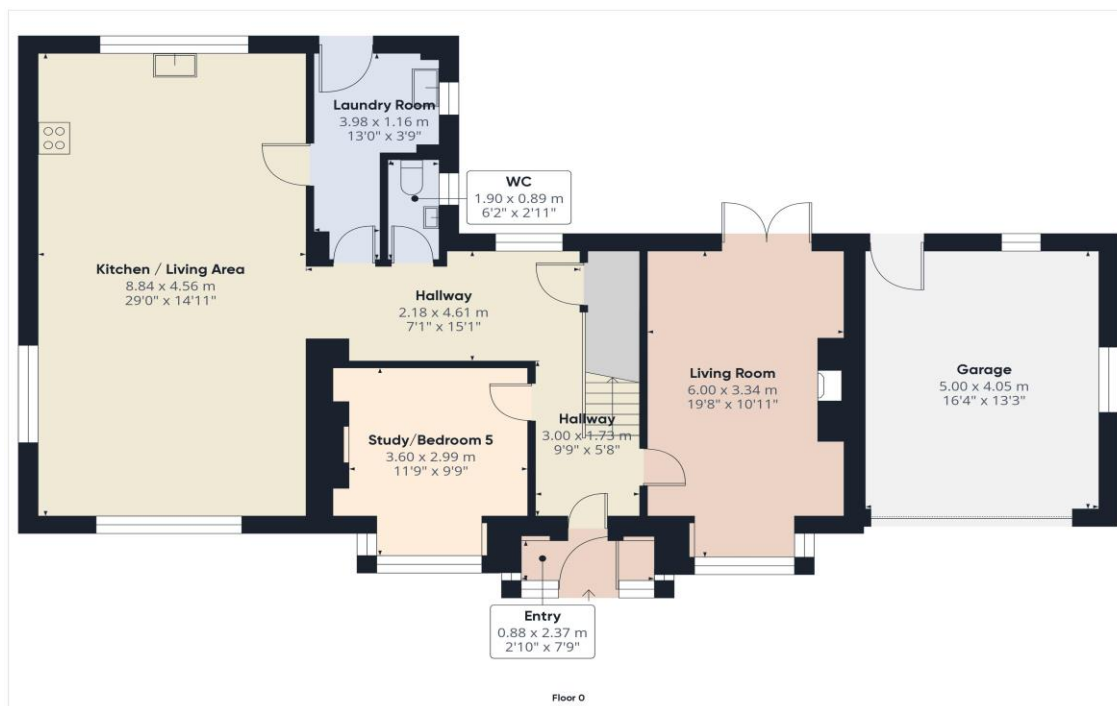 Laundry Room
3.98 x 1.16 m
13'0" x 3'9"
WC
1.90 x 0.89 m
6'2" x 2'11"
Kitchen / Living Area
8.84 x 4.56 m
29'0" x 14'11"
Hallway
2.18 x 4.61 m
7'1" x 15'1"
Living Room
6.00 x 3.34 m
19'8" x 10'11"
Garage
5.00 x 4.05 m
16'4" x 13'3"
Study/Bedroom 5
3.60 x 2.99 m
11'9" x 9'9"
Hallway
3.00 x 1.73 m
9'9" x 5'8"
Entry
0.88 x 2.37 m
2'10" x 7'9"
Floor 0